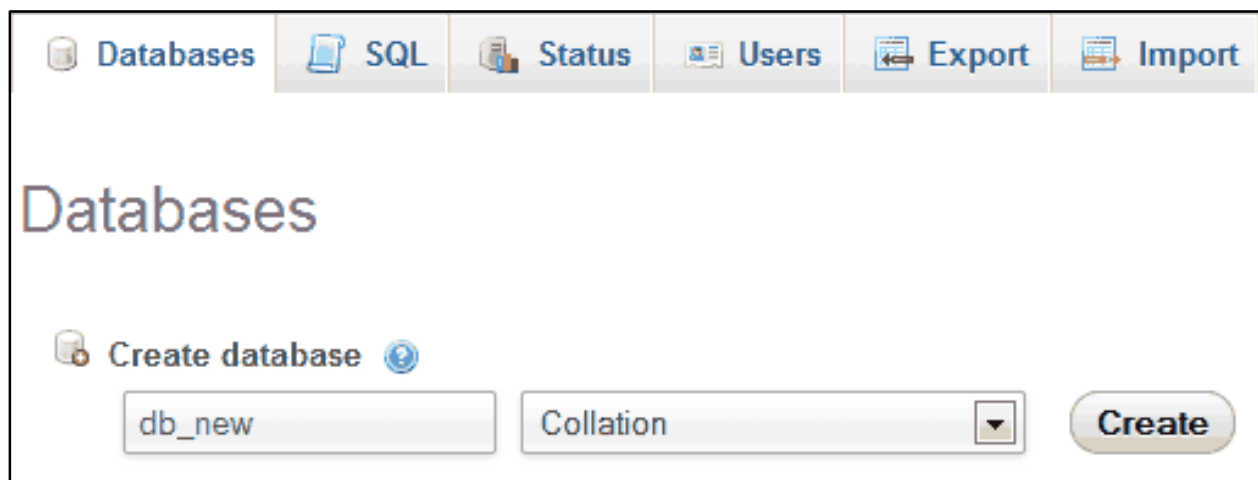 Databases SQL Status Users Export Import
Databases
Create database
db_new Collation Create